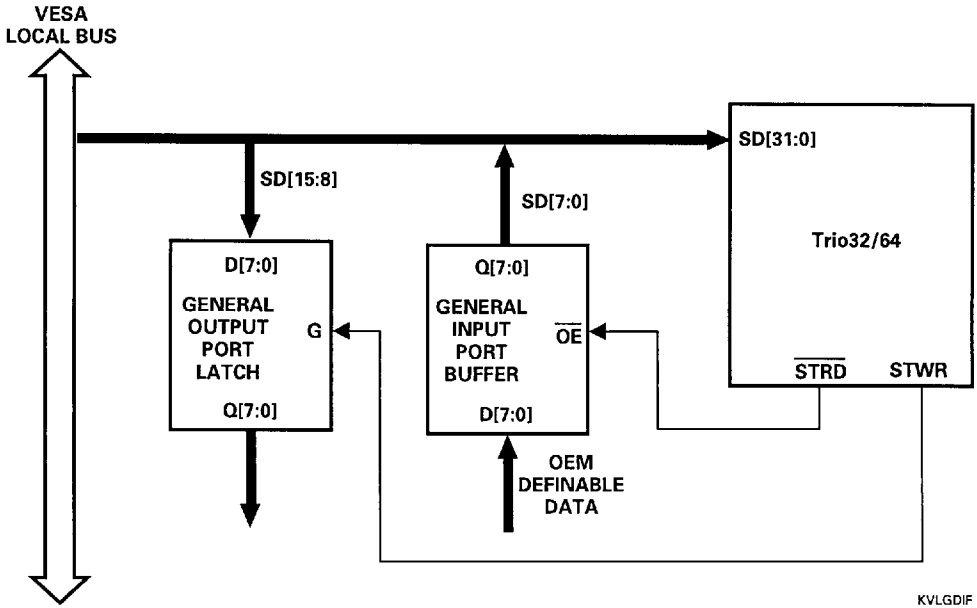 VESA
LOCAL BUS
SD[31:0]
SD[15:8]
SD[7:0]
Trio32/64
D[7:0]
GENERAL
OUTPUT
PORT
LATCH
G
Q[7:0]
Q[7:0]
GENERAL
INPUT
PORT
BUFFER
OE
D[7:0]
STRD
STWR
OEM
DEFINABLE
DATA
KVLGDIF